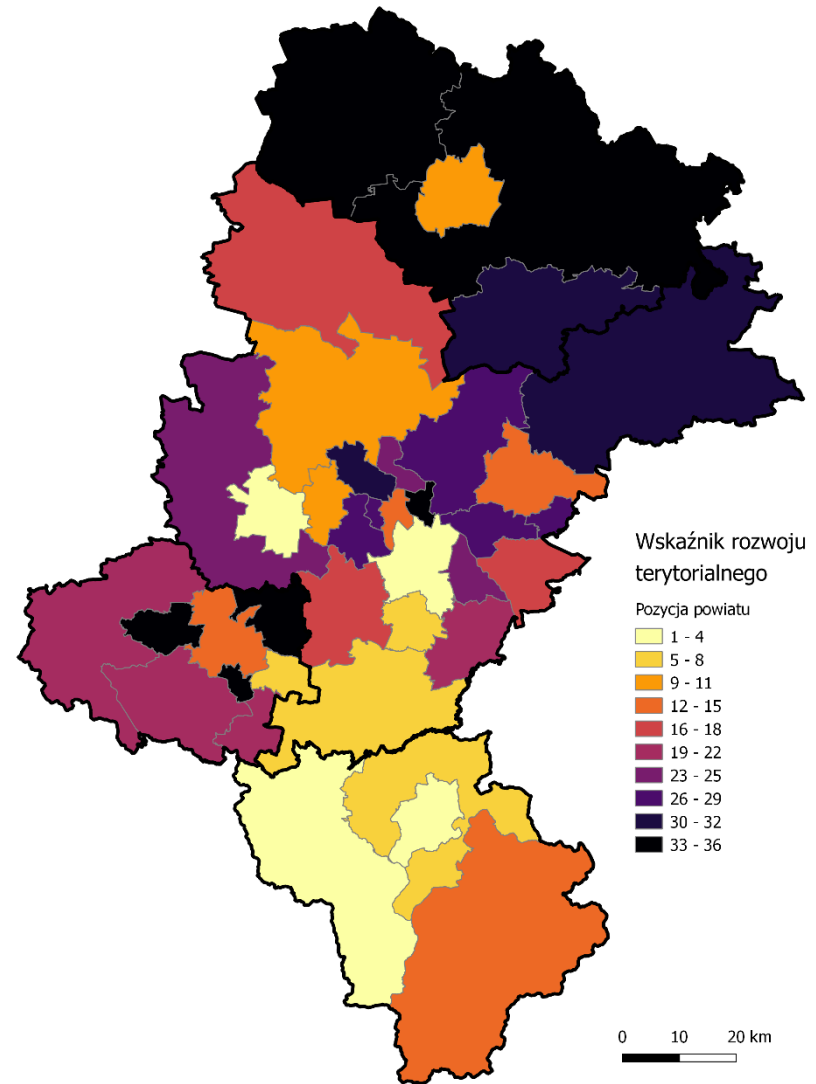 Wskaźnik rozwoju
terytorialnego
Pozycja powiatu
1 - 4
5 - 8
9 - 11
12 - 15
16 - 18
19 - 22
23 - 25
26 - 29
30 - 32
33 - 36
0 10 20 km